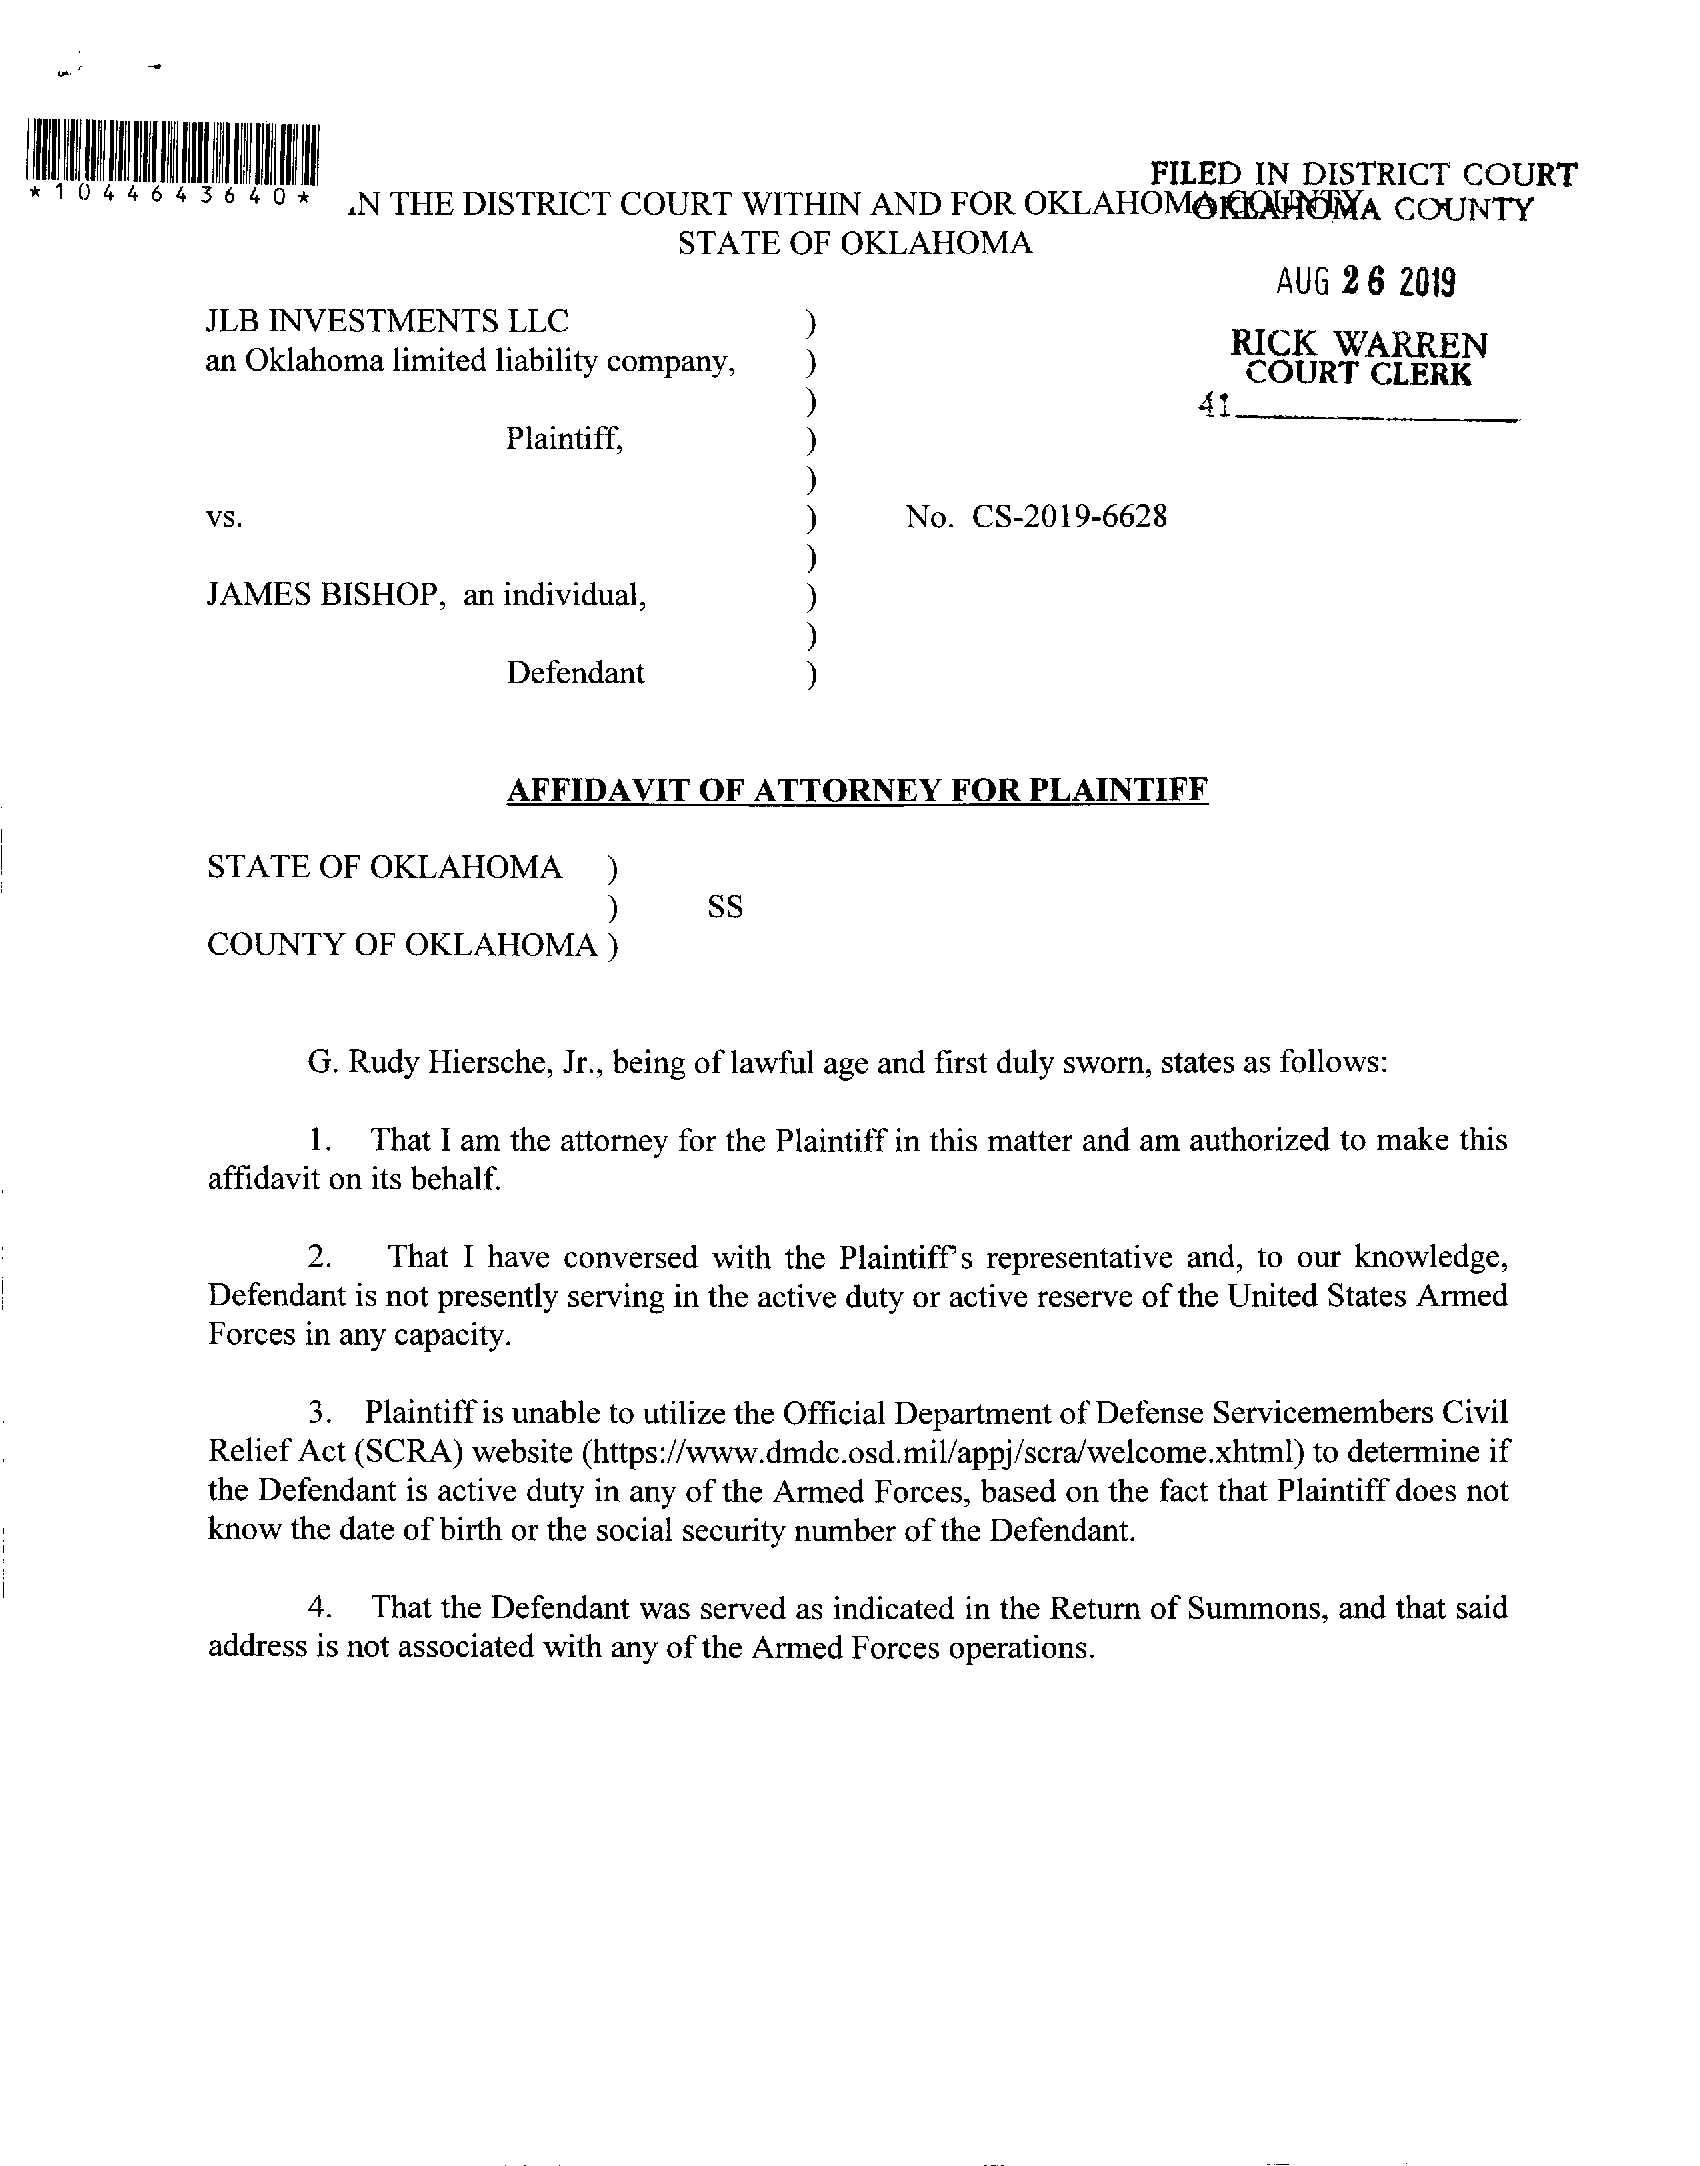 *1044643640*
FILED IN DISTRICT COURT
OKLAHOMA COUNTY
IN THE DISTRICT COURT WITHIN AND FOR OKLAHOMA COUNTY
STATE OF OKLAHOMA
AUG 26 2019
RICK WARREN
COURT CLERK
41
JLB INVESTMENTS LLC )
an Oklahoma limited liability company, )
)
Plaintiff, )
)
vs. ) No. CS-2019-6628
)
JAMES BISHOP, an individual, )
)
Defendant )
AFFIDAVIT OF ATTORNEY FOR PLAINTIFF
STATE OF OKLAHOMA )
) SS
COUNTY OF OKLAHOMA )
G. Rudy Hiersche, Jr., being of lawful age and first duly sworn, states as follows:
1. That I am the attorney for the Plaintiff in this matter and am authorized to make this
affidavit on its behalf.
2. That I have conversed with the Plaintiff's representative and, to our knowledge,
Defendant is not presently serving in the active duty or active reserve of the United States Armed
Forces in any capacity.
3. Plaintiff is unable to utilize the Official Department of Defense Servicemembers Civil
Relief Act (SCRA) website (https://www.dmdc.osd.mil/appj/scra/welcome.xhtml) to determine if
the Defendant is active duty in any of the Armed Forces, based on the fact that Plaintiff does not
know the date of birth or the social security number of the Defendant.
4. That the Defendant was served as indicated in the Return of Summons, and that said
address is not associated with any of the Armed Forces operations.